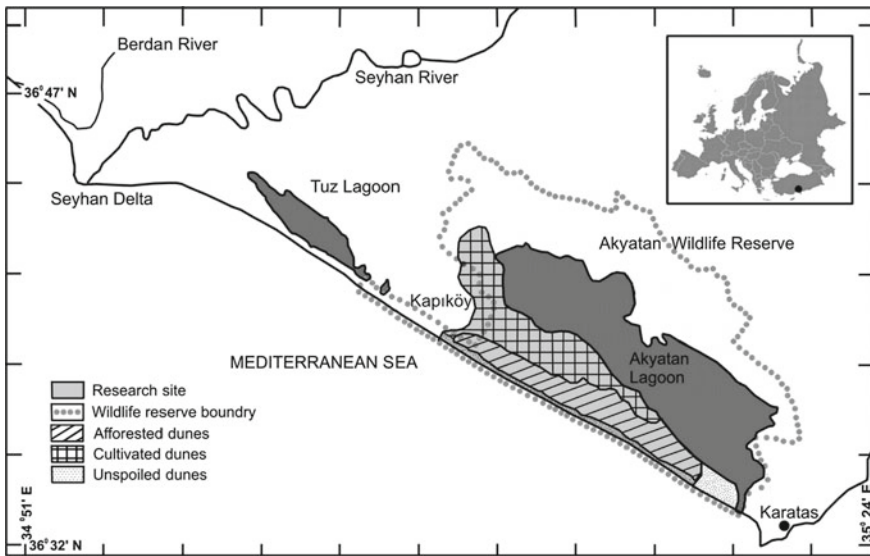 Berdan River
36° 47' N
Seyhan River
Seyhan Delta
Tuz Lagoon
Akyatan Wildlife Reserve
Kapıköy
MEDITERRANEAN SEA
Akyatan
Lagoon
Research site
Wildlife reserve boundry
Afforested dunes
Cultivated dunes
Unspoiled dunes
Karatas
34° 51' E
36° 32' N
35° 24' E